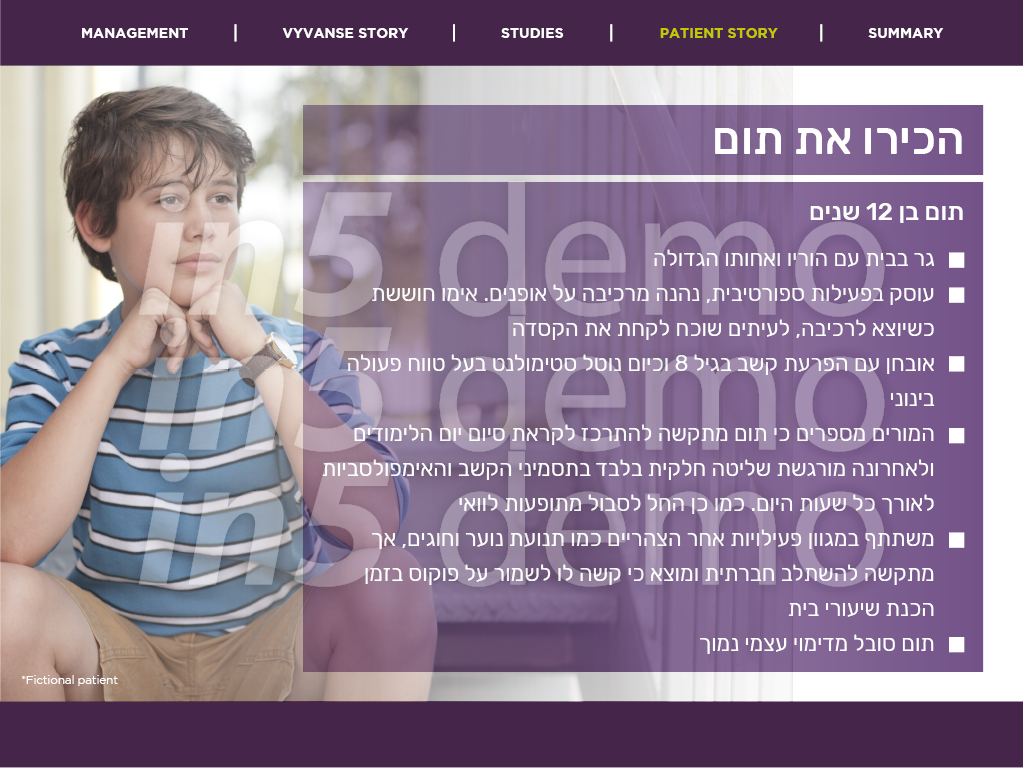 MANAGEMENT | VYVANSE STORY | STUDIES | PATIENT STORY | SUMMARY
הכירו את תום
תום בן 12 שנים
■ גר בבית עם הוריו ואחותו הגדולה
■ עוסק בפעילות ספורטיבית, נהנה מרכיבה על אופנים. אימו חוששת
כשיוצא לרכיבה, לעיתים שוכח לקחת את הקסדה
■ אובחן עם הפרעת קשב בגיל 8 וכיום נוטל סטימולנט בעל טווח פעולה
בינוני
■ המורים מספרים כי תום מתקשה להתרכז לקראת סיום יום הלימודים
ולאחרונה מורגשת שליטה חלקית בלבד בתסמיני הקשב והאימפולסביות
לאורך כל שעות היום. כמו כן החל לסבול מתופעות לוואי
■ משתתף במגוון פעילויות אחר הצהריים כמו תנועת נוער וחוגים, אך
מתקשה להשתלב חברתית ומוצא כי קשה לו לשמור על פוקוס בזמן
הכנת שיעורי בית
■ תום סובל מדימוי עצמי נמוך
*Fictional patient
in5 demo
in5 demo
in5 demo